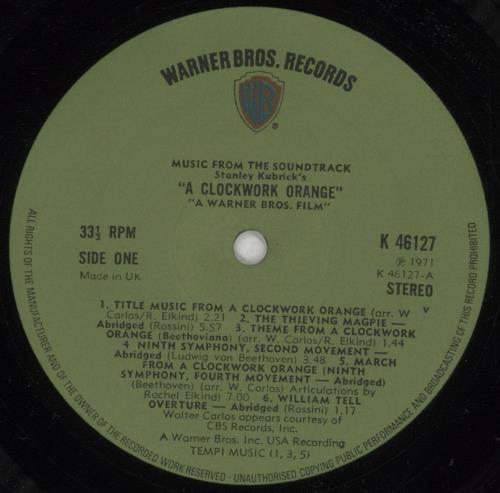 WARNER BROS. RECORDS
WB
MUSIC FROM THE SOUNDTRACK
Stanley Kubrick's
"A CLOCKWORK ORANGE"
"A WARNER BROS. FILM"
33⅓ RPM
SIDE ONE
Made in UK
K 46127
℗ 1971
K 46127-A
STEREO
1. TITLE MUSIC FROM A CLOCKWORK ORANGE (arr. W
Carlos/R. Elkind) 2.21 2. THE THIEVING MAGPIE —
Abridged (Rossini) 5.57 3. THEME FROM A CLOCKWORK
ORANGE (Beethoviana) (arr. W. Carlos/R. Elkind) 1.44
4 NINTH SYMPHONY, SECOND MOVEMENT —
Abridged (Ludwig van Beethoven) 3.48 5. MARCH
FROM A CLOCKWORK ORANGE (NINTH
SYMPHONY, FOURTH MOVEMENT — Abridged)
(Beethoven) (arr. W. Carlos) Articulations by
Rachel Elkind 7.00 6. WILLIAM TELL
OVERTURE — Abridged (Rossini) 1,17
Walter Carlos appears courtesy of
CBS Records, Inc.
A Warner Bros. Inc. USA Recording
TEMPI MUSIC (1, 3, 5)
V
ALL RIGHTS OF THE MANUFACTURER AND OF THE OWNER OF THE RECORDED WORK RESERVED - UNAUTHORISED COPYING PUBLIC PERFORMANCE AND BROADCASTING OF THIS RECORD PROHIBITED